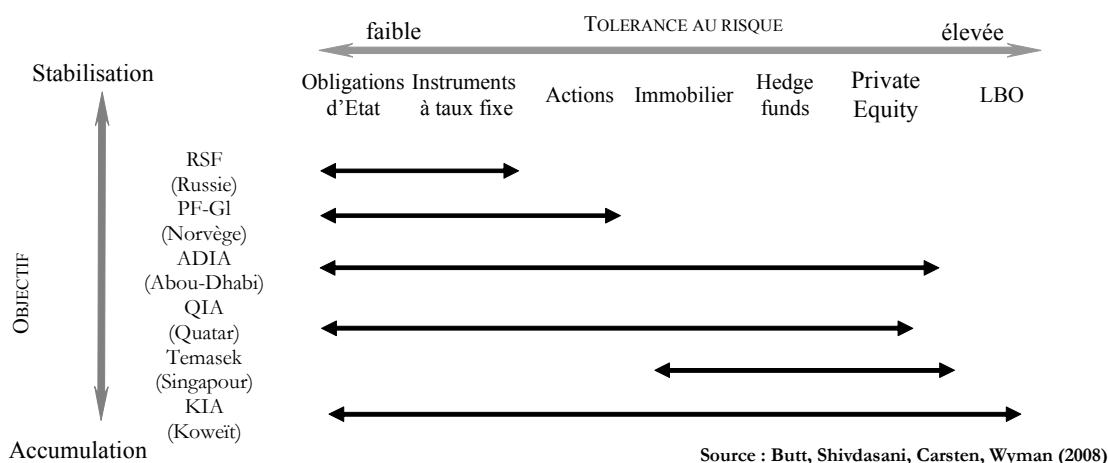 TOLERANCE AU RISQUE
faible
élevée
Stabilisation
Obligations
d'Etat
Instruments
à taux fixe
Actions
Immobilier
Hedge
funds
Private
Equity
LBO
OBJECTIF
RSF
(Russie)
PF-Gl
(Norvège)
ADIA
(Abou-Dhabi)
QIA
(Quatar)
Temasek
(Singapour)
KIA
(Koweït)
Accumulation
Source : Butt, Shivdasani, Carsten, Wyman (2008)